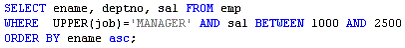 SELECT ename, deptno, sal FROM emp
WHERE  UPPER(job)='MANAGER' AND sal BETWEEN 1000 AND 2500
ORDER BY ename asc;